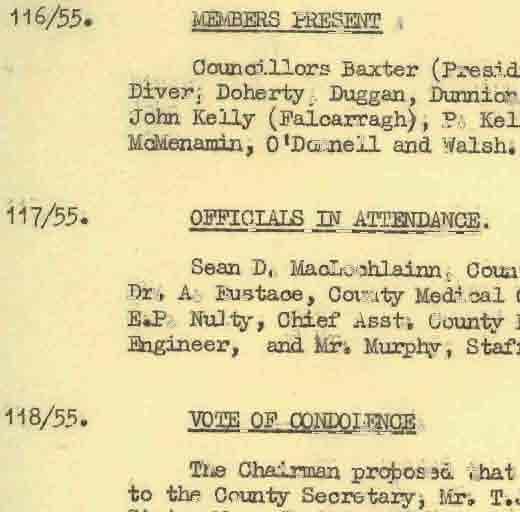 116/55. MEMBERS PRESENT
Councillors Baxter (Presid
Diver, Doherty, Duggan, Dunnion
John Kelly (Falcarragh), P. Kel
McMenamin, O'Donnell and Walsh.
117/55. OFFICIALS IN ATTENDANCE.
Sean D. MacLochlainn, Coun
Dr. A. Eustace, County Medical
E.P. Nulty, Chief Asst. County
Engineer, and Mr. Murphy, Staf
118/55. VOTE OF CONDOLENCE
The Chairman proposed that
to the County Secretary, Mr. T.